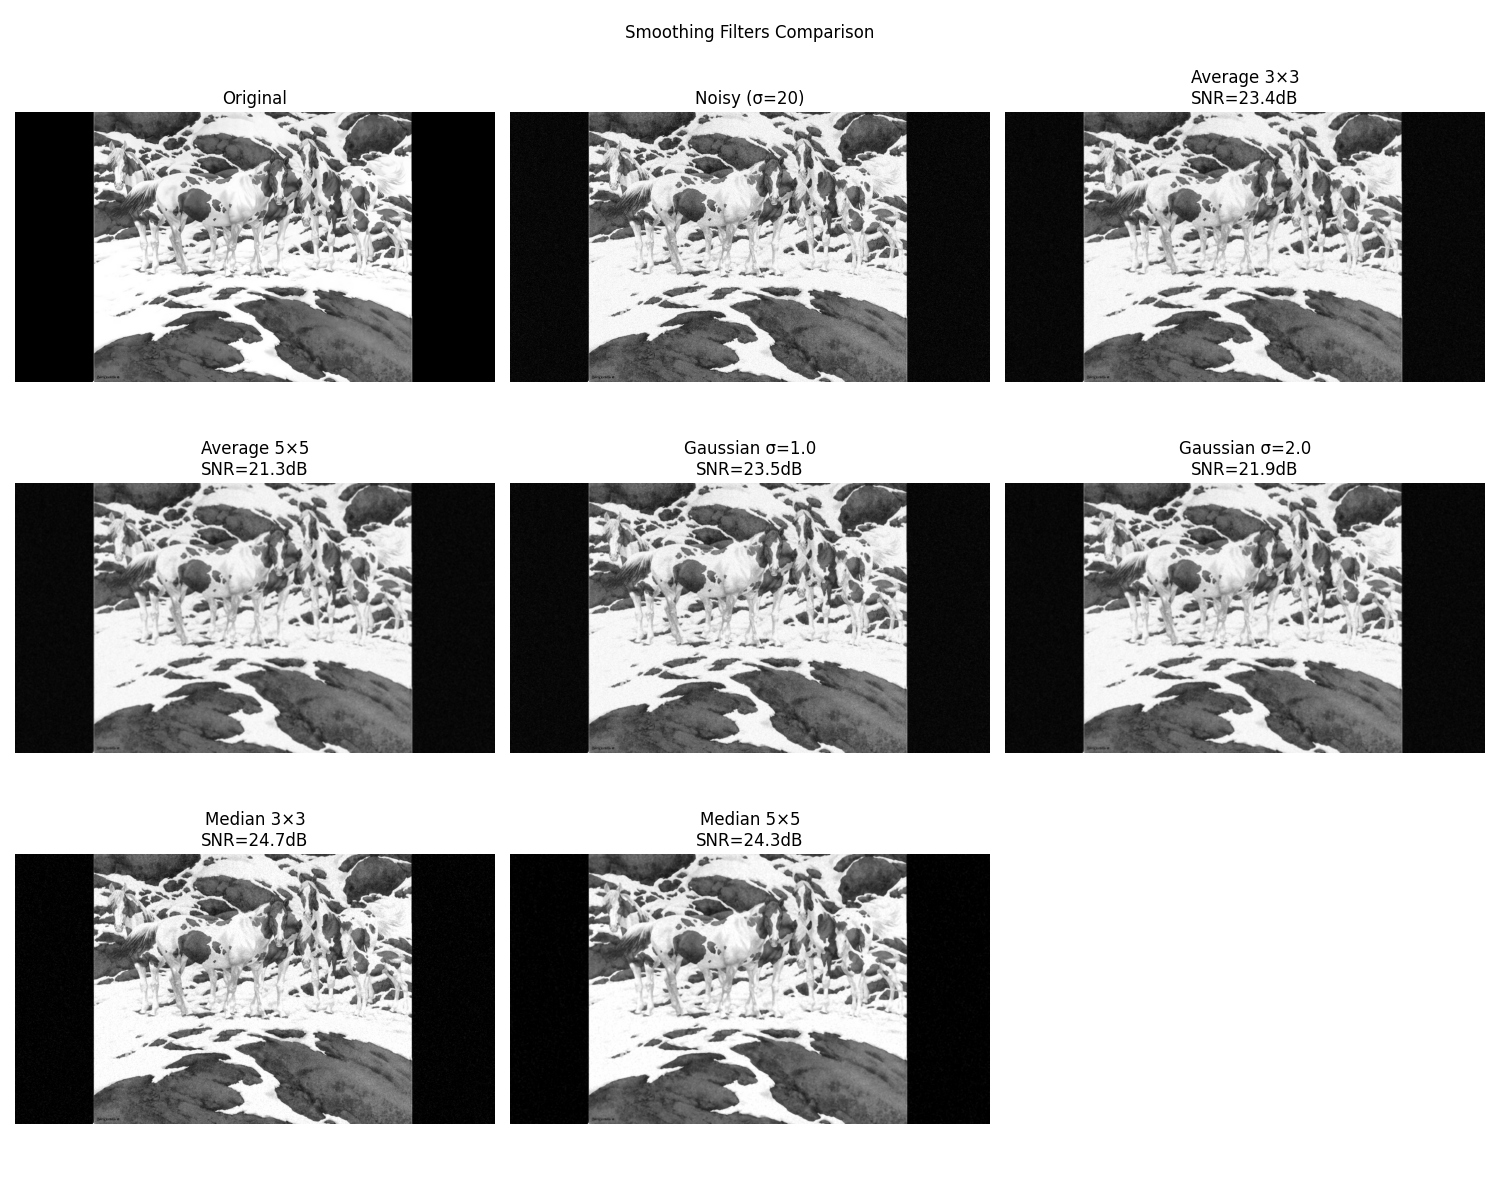 Smoothing Filters Comparison
Original
Noisy (σ=20)
Average 3×3
SNR=23.4dB
Average 5×5
SNR=21.3dB
Gaussian σ=1.0
SNR=23.5dB
Gaussian σ=2.0
SNR=21.9dB
Median 3×3
SNR=24.7dB
Median 5×5
SNR=24.3dB